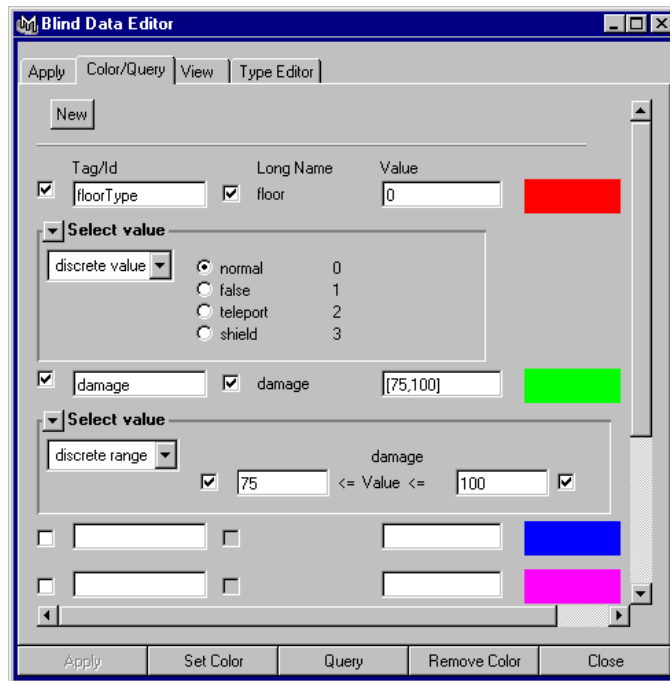 Blind Data Editor
Apply Color/Query View Type Editor
New
Tag/Id Long Name Value
floorType floor 0
Select value
discrete value normal 0
false 1
teleport 2
shield 3
damage damage [75,100]
Select value
discrete range damage
75 <= Value <= 100
Apply Set Color Query Remove Color Close